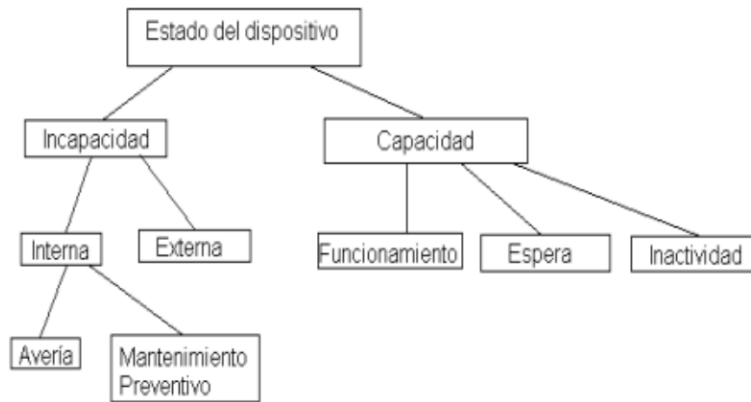 Estado del dispositivo
Incapacidad
Capacidad
Interna
Externa
Funcionamiento
Espera
Inactividad
Avería
Mantenimiento
Preventivo